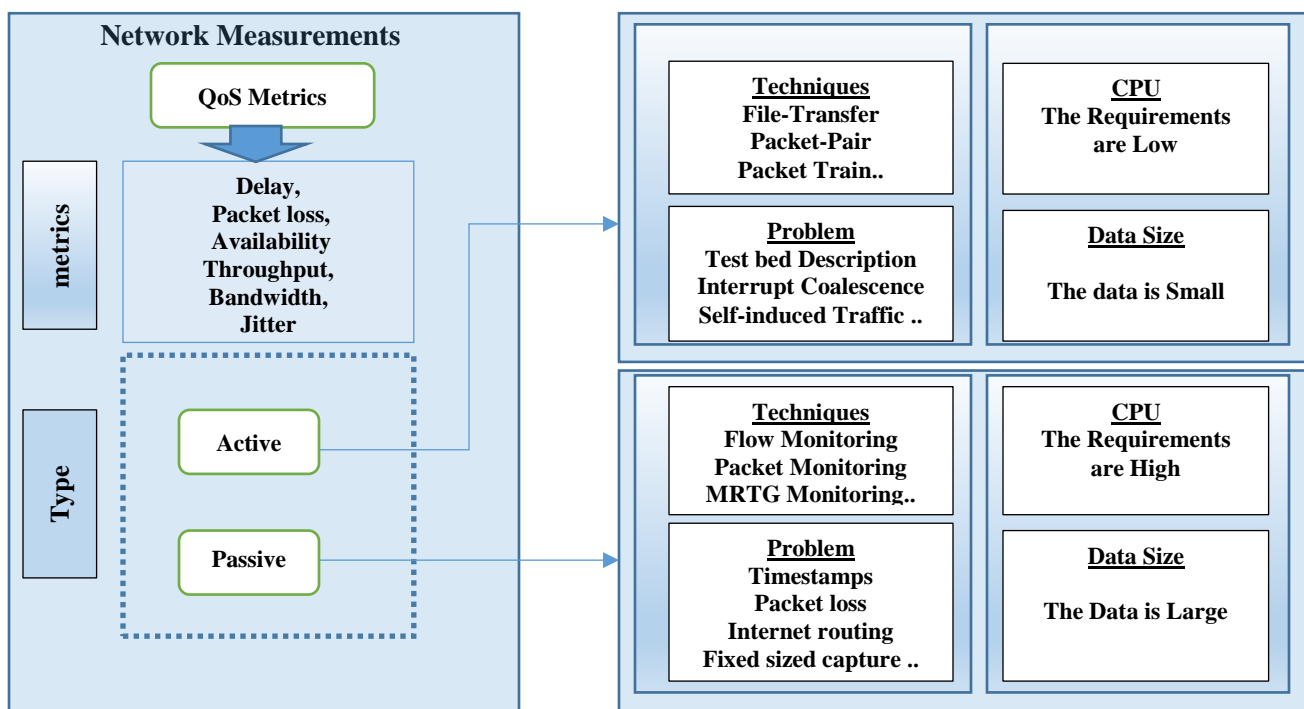 Network Measurements
QoS Metrics
metrics
Delay,
Packet loss,
Availability
Throughput,
Bandwidth,
Jitter
Type
Active
Passive
Techniques
File-Transfer
Packet-Pair
Packet Train..
Problem
Test bed Description
Interrupt Coalescence
Self-induced Traffic ..
CPU
The Requirements
are Low
Data Size
The data is Small
Techniques
Flow Monitoring
Packet Monitoring
MRTG Monitoring..
Problem
Timestamps
Packet loss
Internet routing
Fixed sized capture ..
CPU
The Requirements
are High
Data Size
The Data is Large